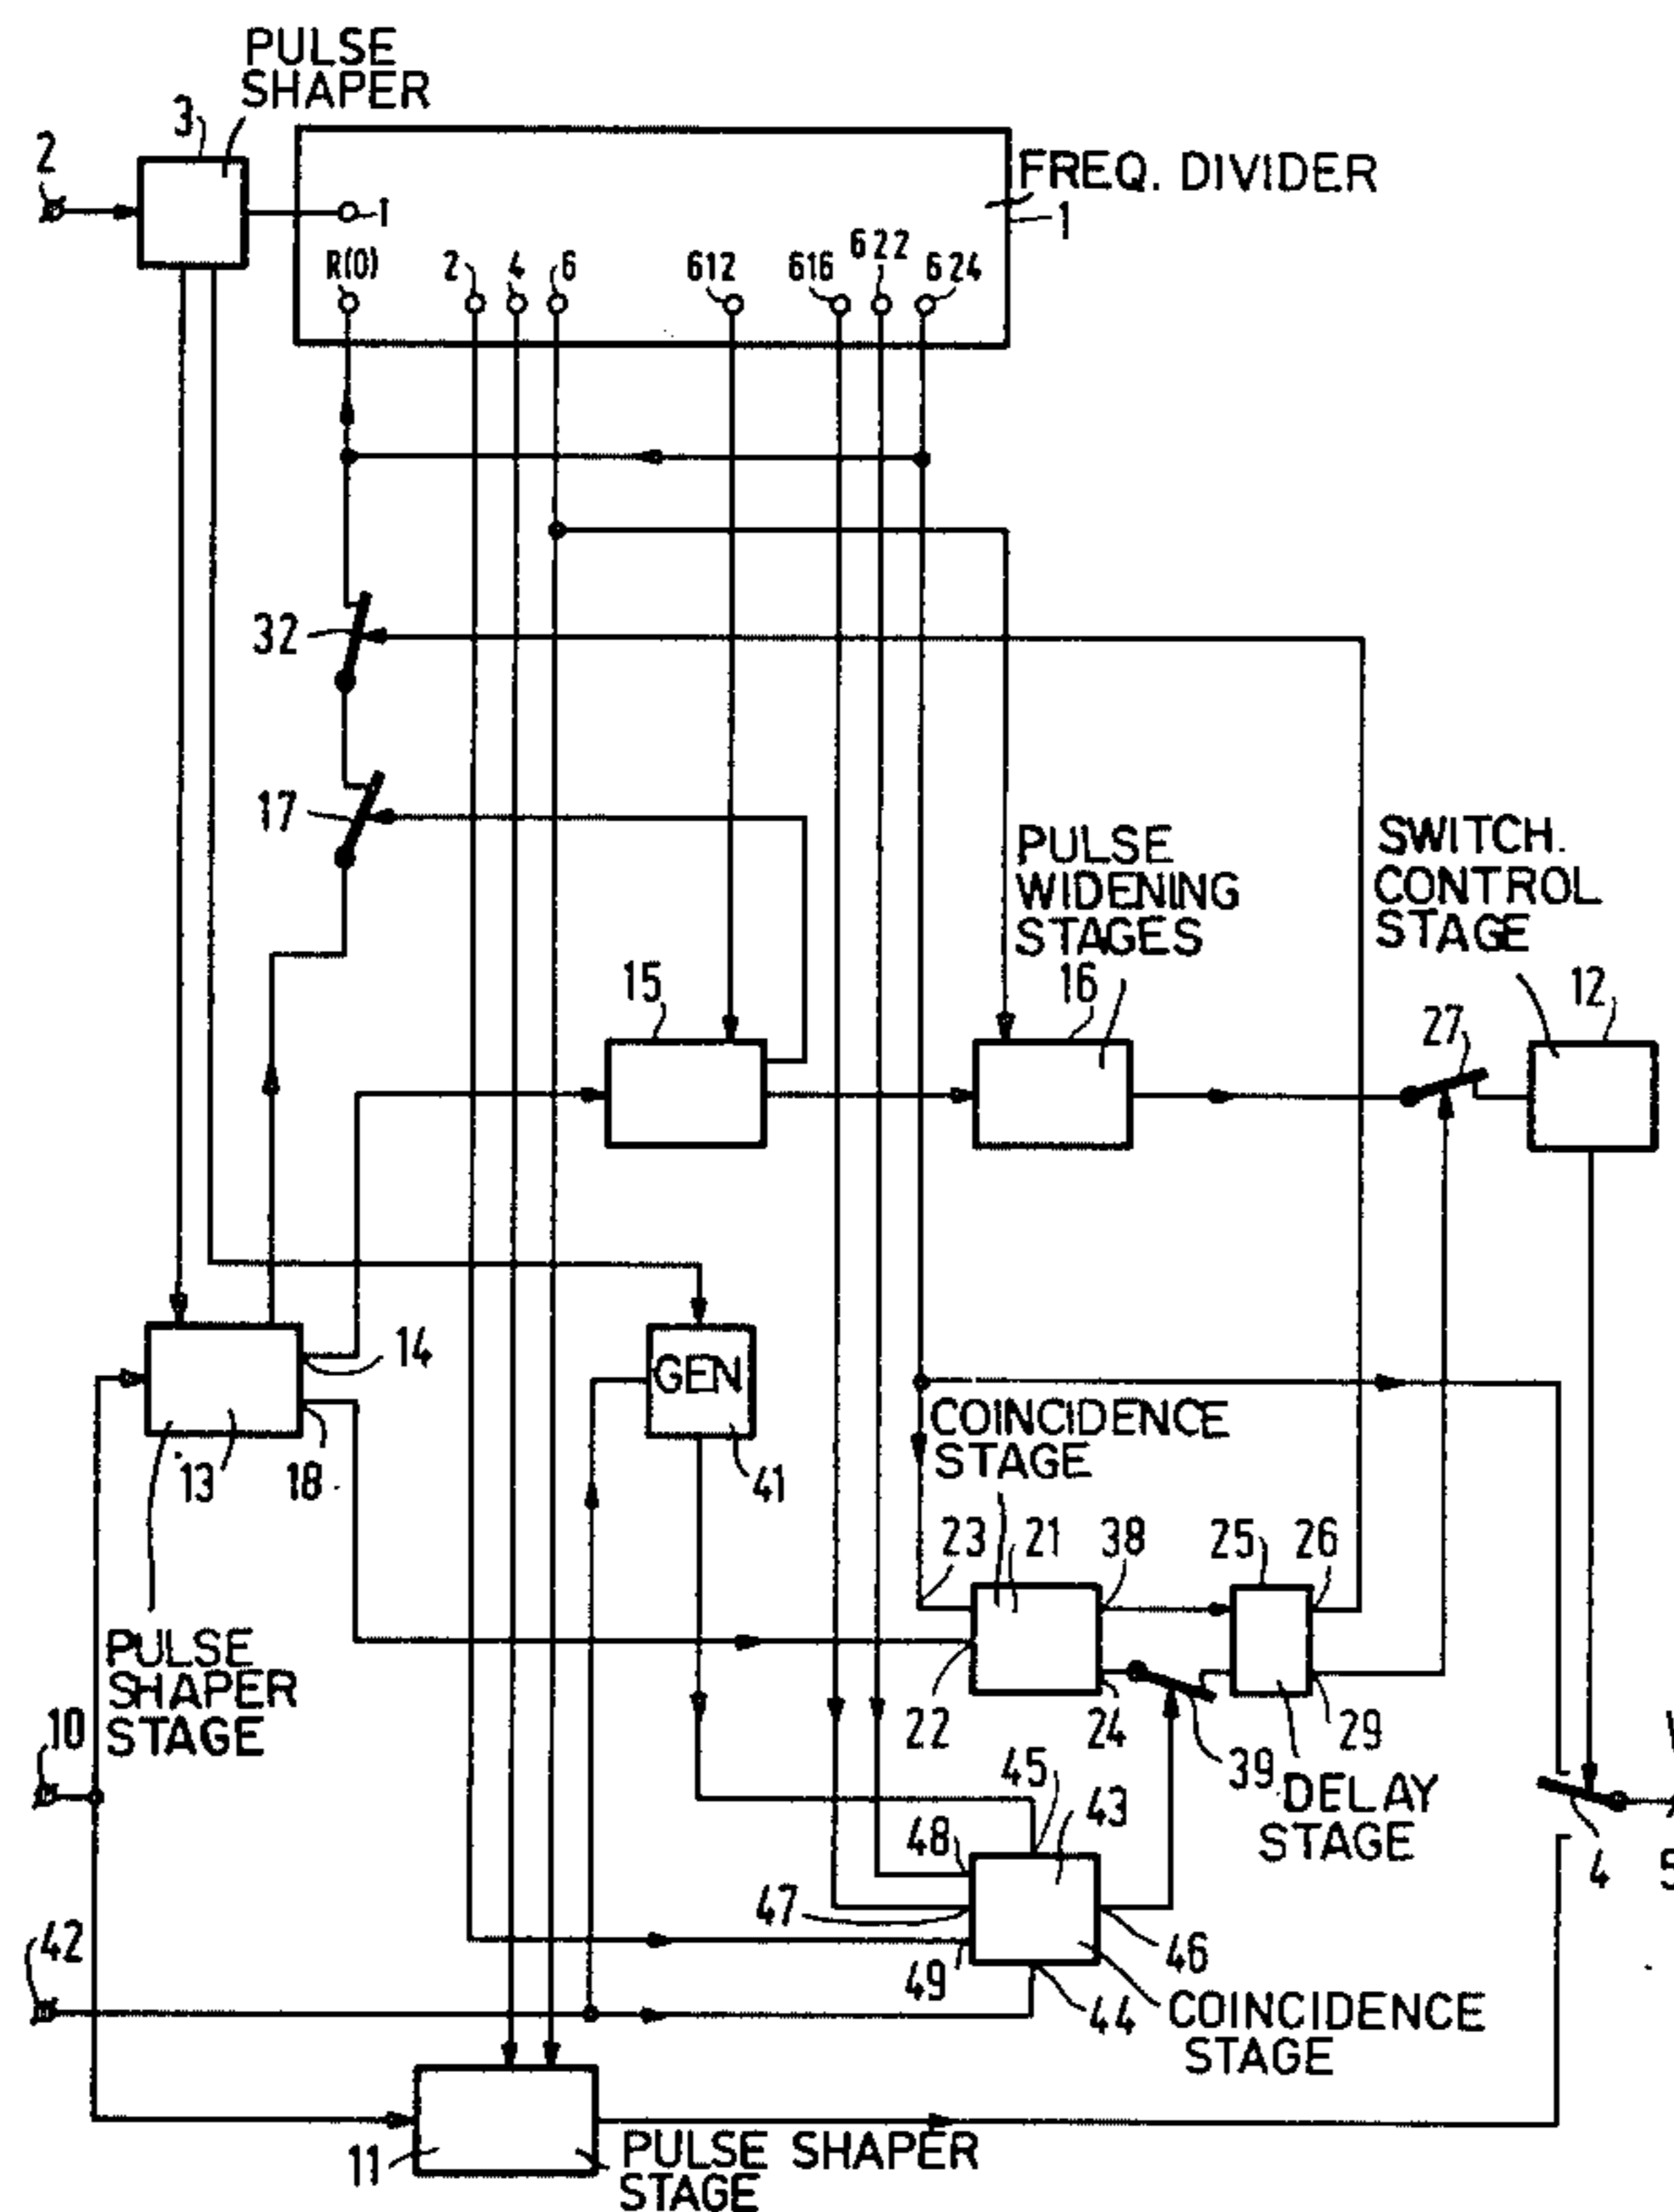 PULSE
SHAPER
3
2
FREQ. DIVIDER
1
1
R(0)
2
4
6
612
616
622
624
32
17
PULSE
WIDENING
STAGES
SWITCH.
CONTROL
STAGE
15
16
27
12
14
GEN
13
18
41
COINCIDENCE
STAGE
23
21
38
25
26
PULSE
SHAPER
STAGE
22
24
39
29
10
45
DELAY
STAGE
43
48
4
47
42
49
46
44
COINCIDENCE
STAGE
11
PULSE SHAPER
STAGE